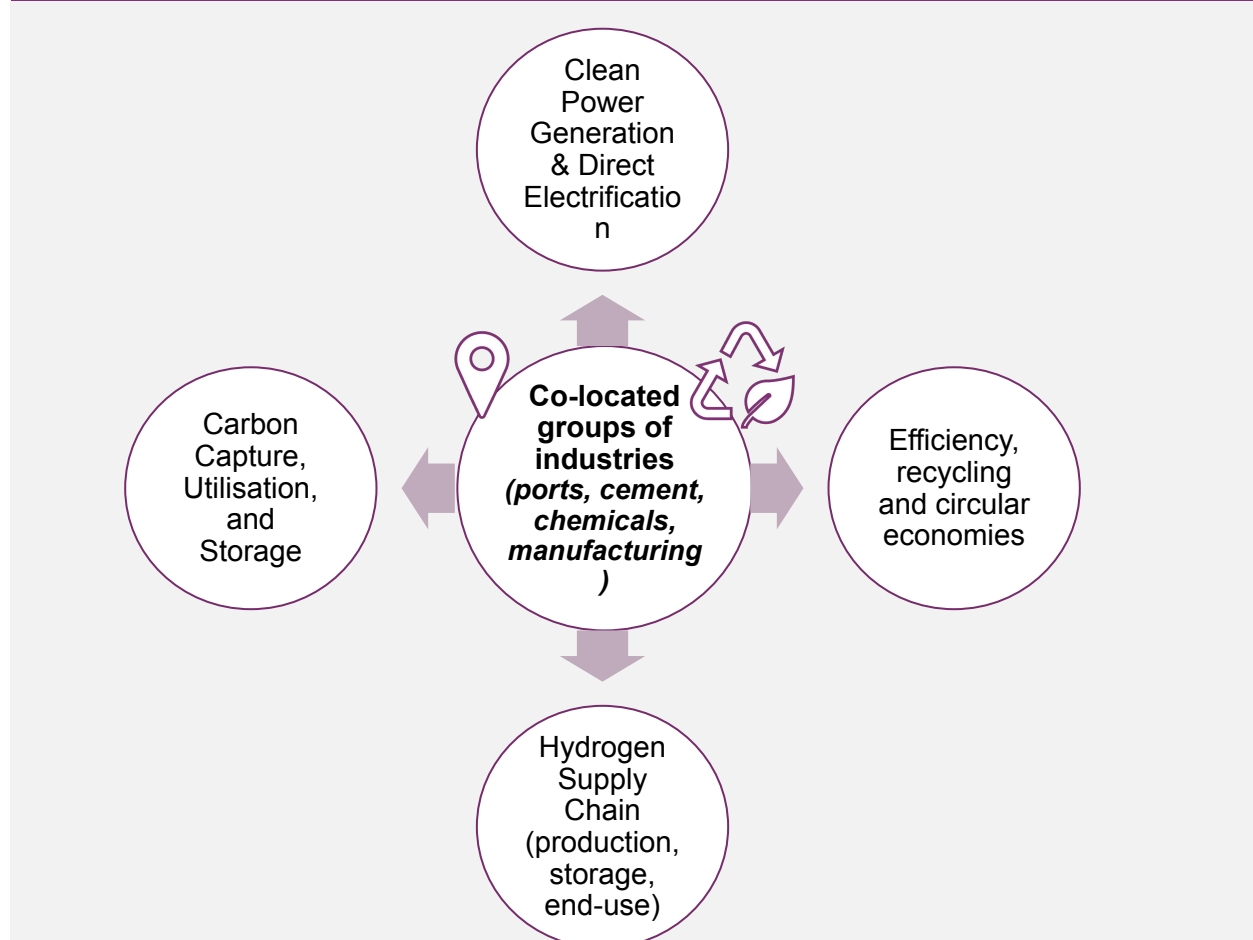 Clean
Power
Generation
& Direct
Electrificatio
n
Co-located
groups of
industries
(ports, cement,
chemicals,
manufacturing
)
Carbon
Capture,
Utilisation,
and
Storage
Efficiency,
recycling
and circular
economies
Hydrogen
Supply
Chain
(production,
storage,
end-use)